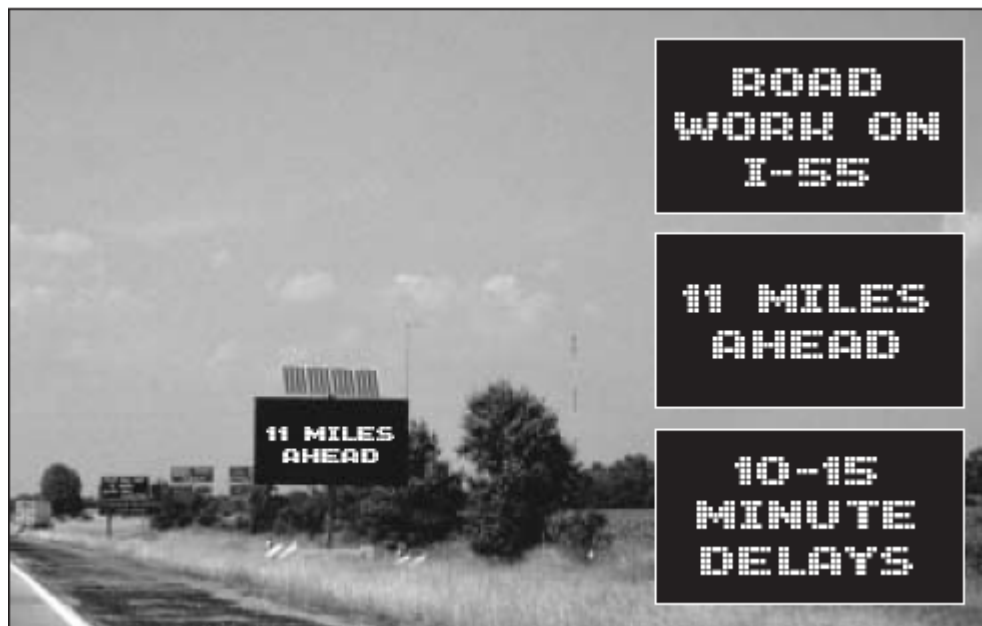 11 MILES
AHEAD
ROAD
WORK ON
I-55
11 MILES
AHEAD
10-15
MINUTE
DELAYS